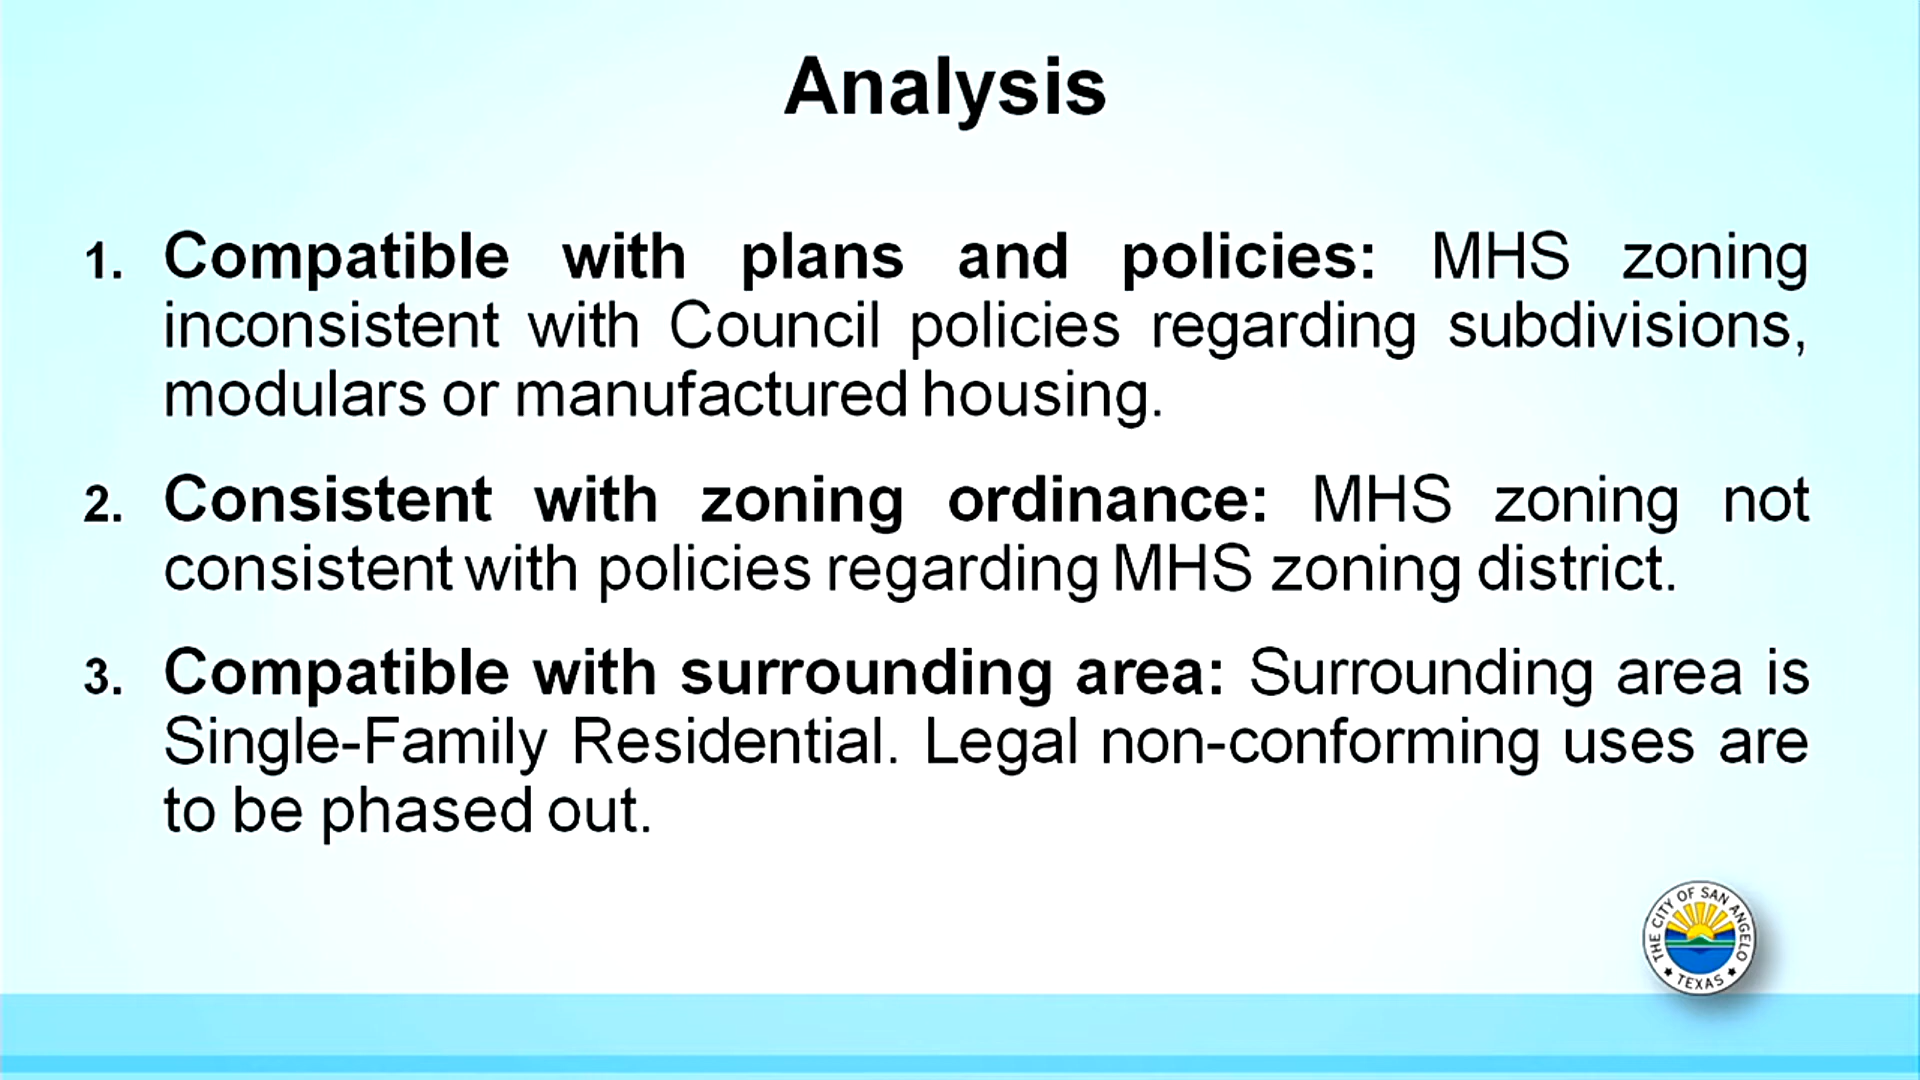 Analysis
1. Compatible with plans and policies: MHS zoning
inconsistent with Council policies regarding subdivisions,
modulars or manufactured housing.
2. Consistent with zoning ordinance: MHS zoning not
consistent with policies regarding MHS zoning district.
3. Compatible with surrounding area: Surrounding area is
Single-Family Residential. Legal non-conforming uses are
to be phased out.
THE CITY OF SAN ANGELO
TEXAS